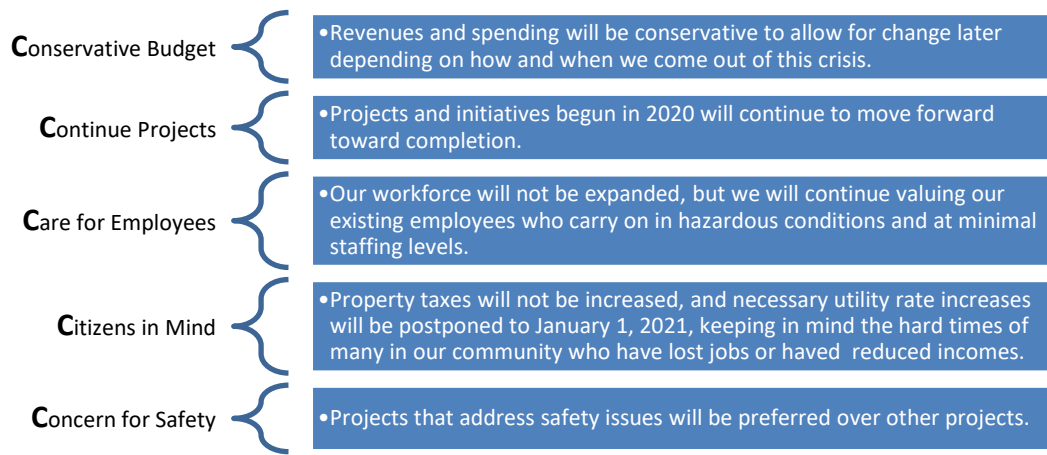 Conservative Budget
•Revenues and spending will be conservative to allow for change later
depending on how and when we come out of this crisis.
Continue Projects
•Projects and initiatives begun in 2020 will continue to move forward
toward completion.
Care for Employees
•Our workforce will not be expanded, but we will continue valuing our
existing employees who carry on in hazardous conditions and at minimal
staffing levels.
Citizens in Mind
•Property taxes will not be increased, and necessary utility rate increases
will be postponed to January 1, 2021, keeping in mind the hard times of
many in our community who have lost jobs or haved  reduced incomes.
Concern for Safety
•Projects that address safety issues will be preferred over other projects.